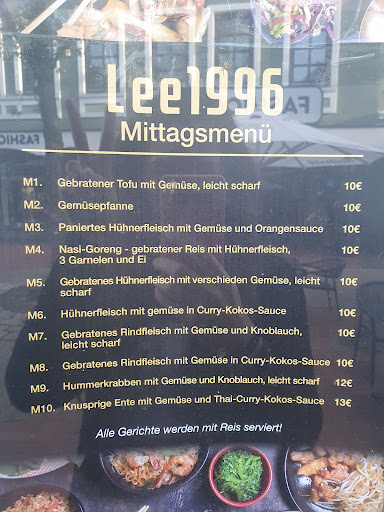 Lee1996
Mittagsmenü
FASHION
M1. Gebratener Tofu mit Gemüse, leicht scharf 10€
M2. Gemüsepfanne 10€
M3. Paniertes Hühnerfleisch mit Gemüse und Orangensauce 10€
M4. Nasi-Goreng - gebratener Reis mit Hühnerfleisch, 10€
3 Garnelen und Ei
M5. Gebratenes Hühnerfleisch mit verschieden Gemüse, leicht 10€
scharf
M6. Hühnerfleisch mit gemüse in Curry-Kokos-Sauce 10€
M7. Gebratenes Rindfleisch mit Gemüse und Knoblauch, 10€
leicht scharf
M8. Gebratenes Rindfleisch mit Gemüse in Curry-Kokos-Sauce 10€
M9. Hummerkrabben mit Gemüse und Knoblauch, leicht scharf 12€
M10. Knusprige Ente mit Gemüse und Thai-Curry-Kokos-Sauce 13€
Alle Gerichte werden mit Reis serviert!